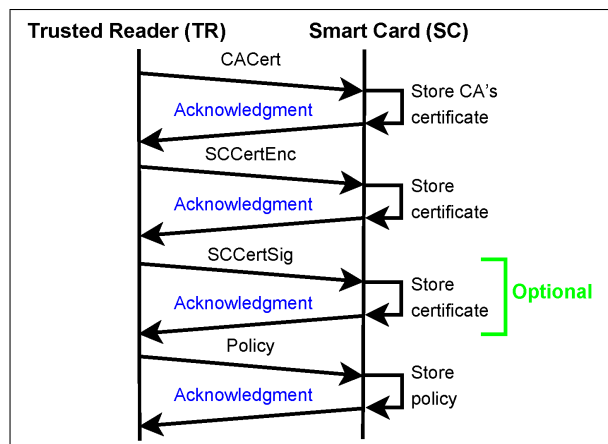 Trusted Reader (TR)
Smart Card (SC)
CACert
Store CA's
certificate
Acknowledgment
SCCertEnc
Store
certificate
Acknowledgment
SCCertSig
Store
certificate
Optional
Acknowledgment
Policy
Store
policy
Acknowledgment